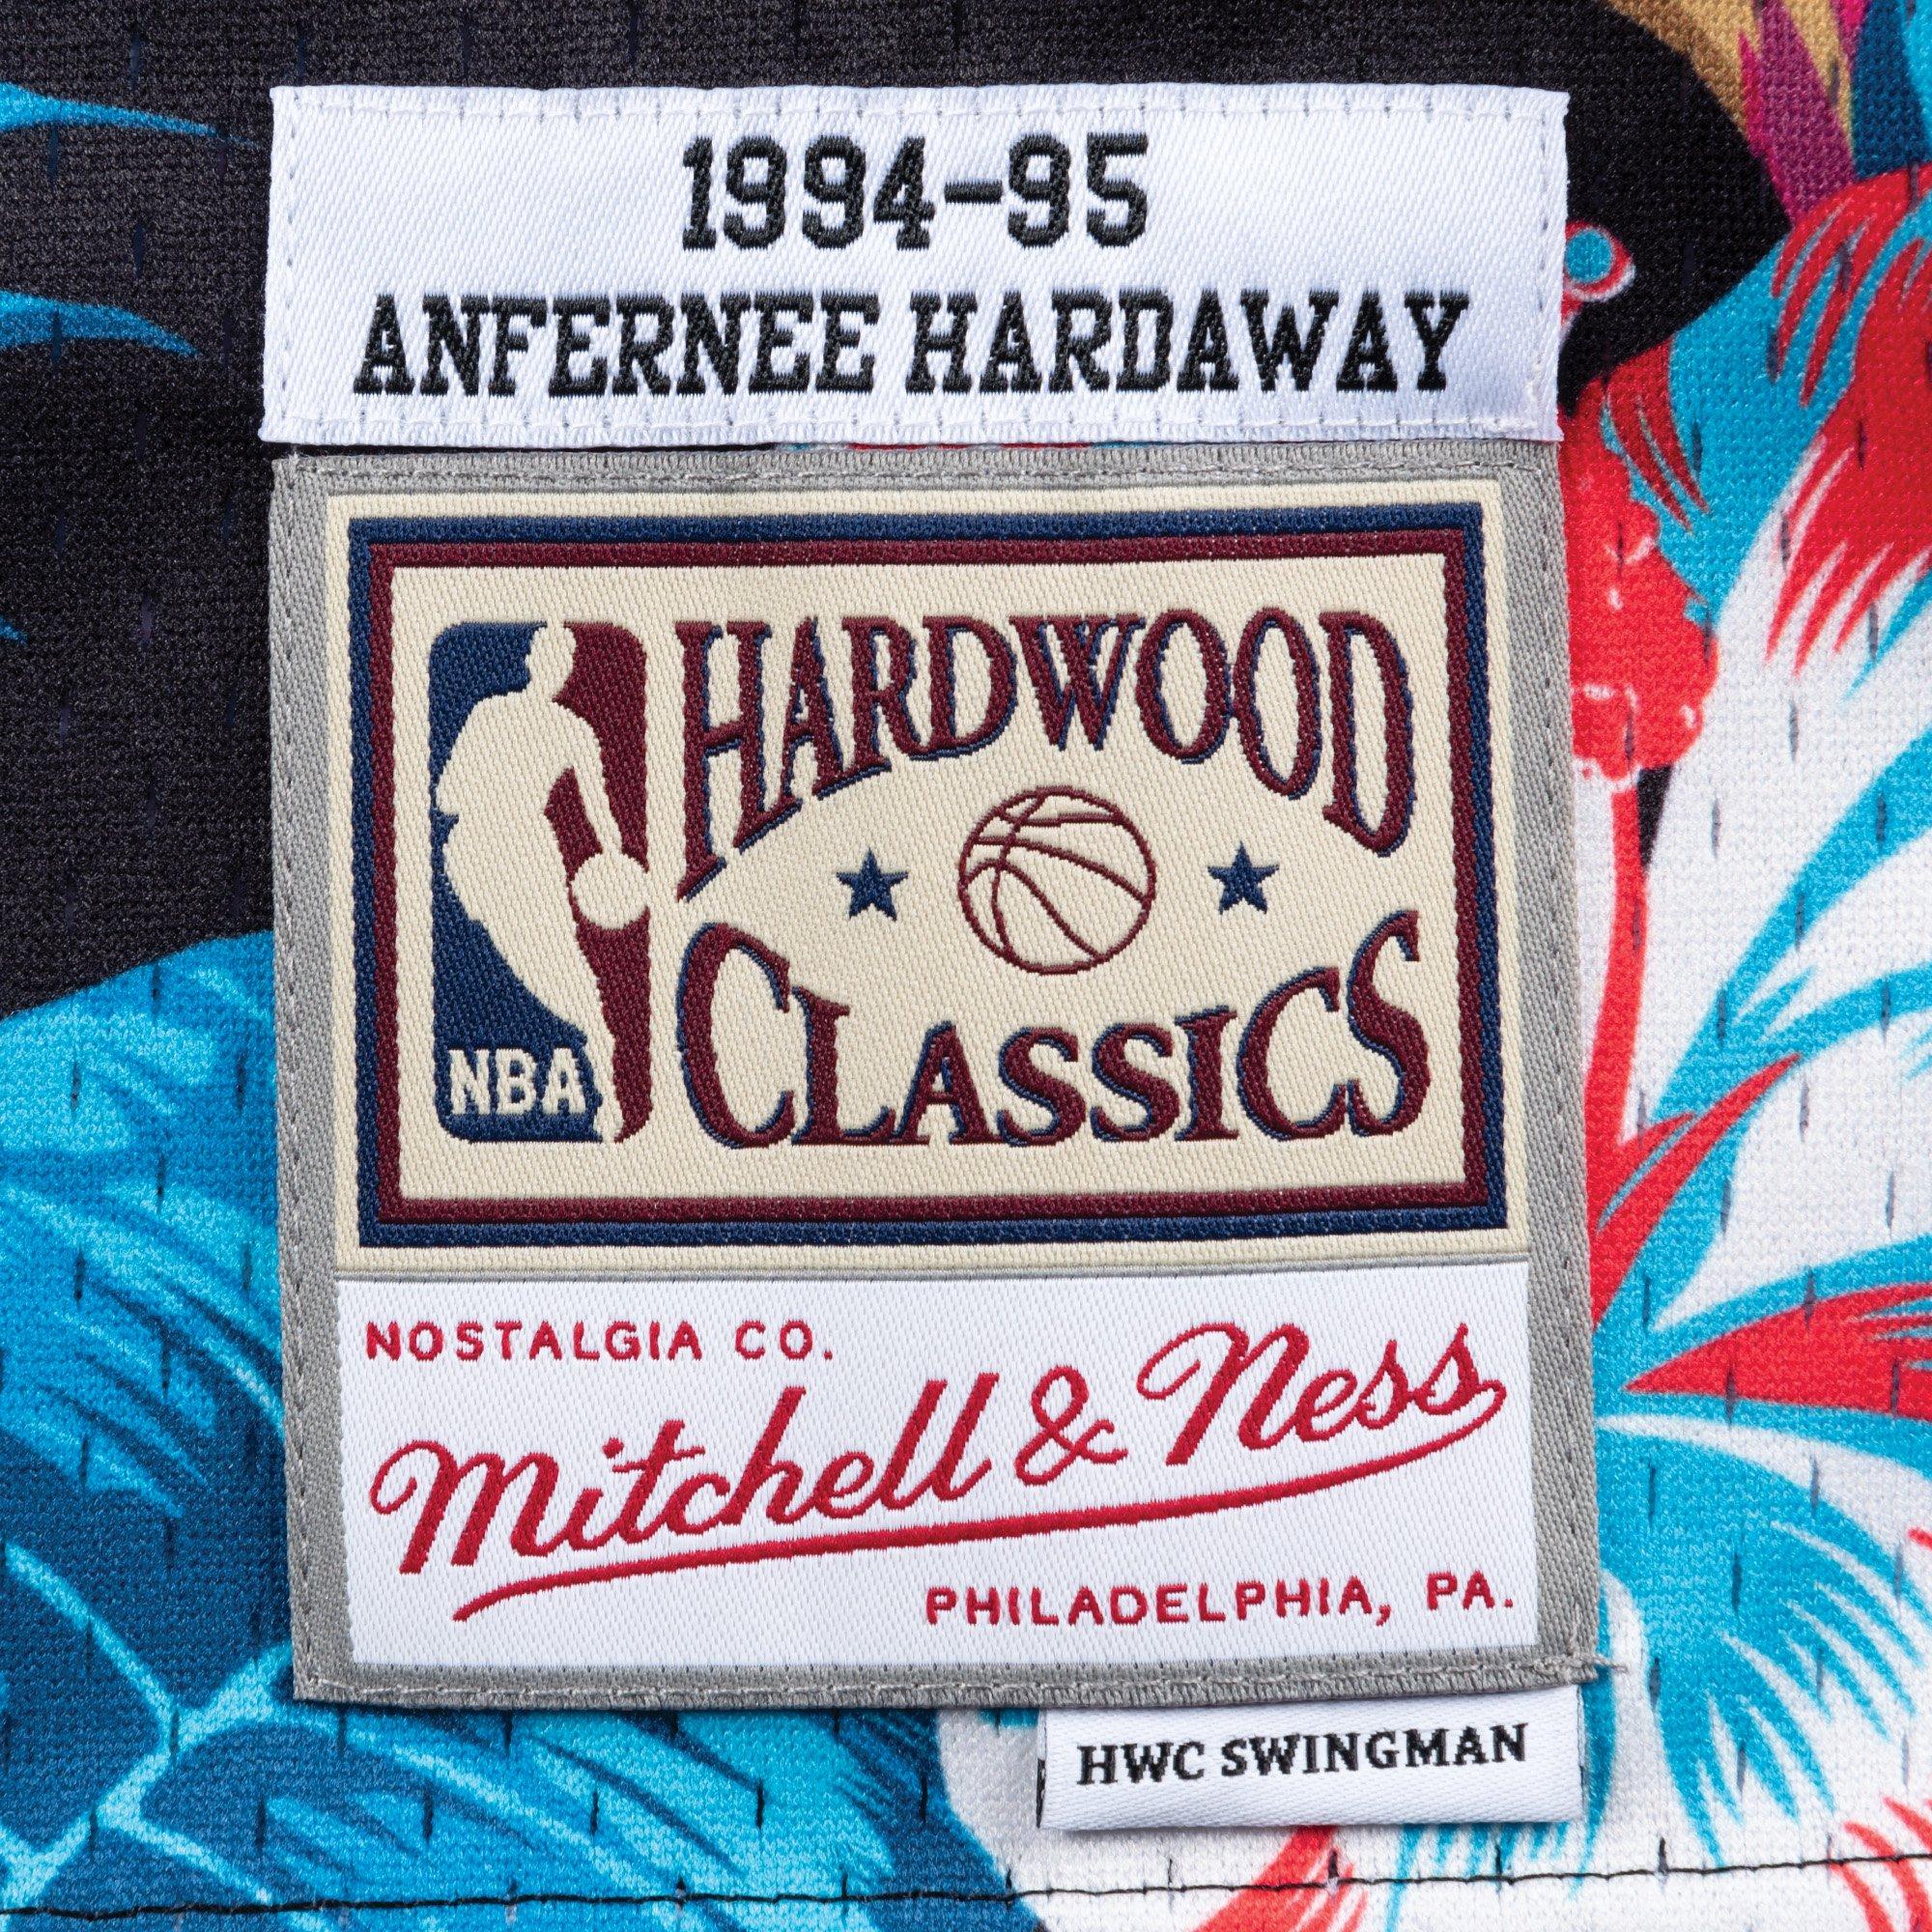 1994-95
ANFERNEE HARDAWAY
HARDWOOD
CLASSICS
NBA
NOSTALGIA CO.
Mitchell & Ness
PHILADELPHIA, PA.
HWC SWINGMAN